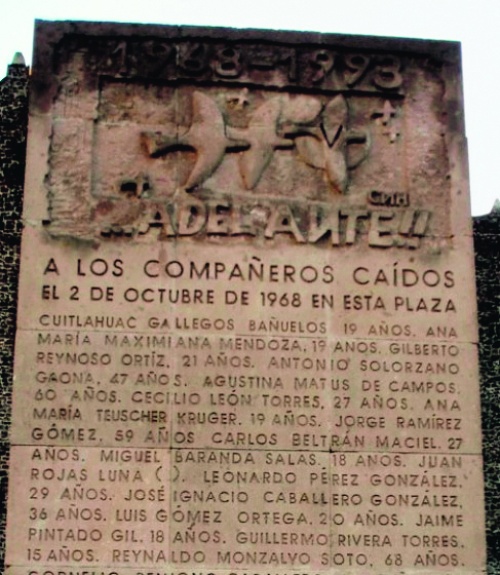 1968-1993
¡¡ADELANTE!!
A LOS COMPAÑEROS CAÍDOS
EL 2 DE OCTUBRE DE 1968 EN ESTA PLAZA
CUITLAHUAC GALLEGOS BAÑUELOS 19 AÑOS. ANA
MARÍA MAXIMIANA MENDOZA, 19 AÑOS. GILBERTO
REYNOSO ORTÍZ, 21 AÑOS. ANTONIO SOLORZANO
GAONA, 47 AÑOS. AGUSTINA MATUS DE CAMPOS,
60 AÑOS. CECILIO LEÓN TORRES, 27 AÑOS. ANA
MARÍA TEUSCHER KRUGER. 19 AÑOS. JORGE RAMÍREZ
GÓMEZ, 59 AÑOS CARLOS BELTRÁN MACIEL. 27
AÑOS. MIGUEL BARANDA SALAS. 18 AÑOS. JUAN
ROJAS LUNA ( ). LEONARDO PÉREZ GONZÁLEZ.
29 AÑOS. JOSÉ IGNACIO CABALLERO GONZÁLEZ,
36 AÑOS. LUIS GÓMEZ ORTEGA. 20 AÑOS. JAIME
PINTADO GIL. 18 AÑOS. GUILLERMO RIVERA TORRES.
15 AÑOS. REYNALDO MONZALVO SOTO, 68 AÑOS.
CORNELIO BENIGNO